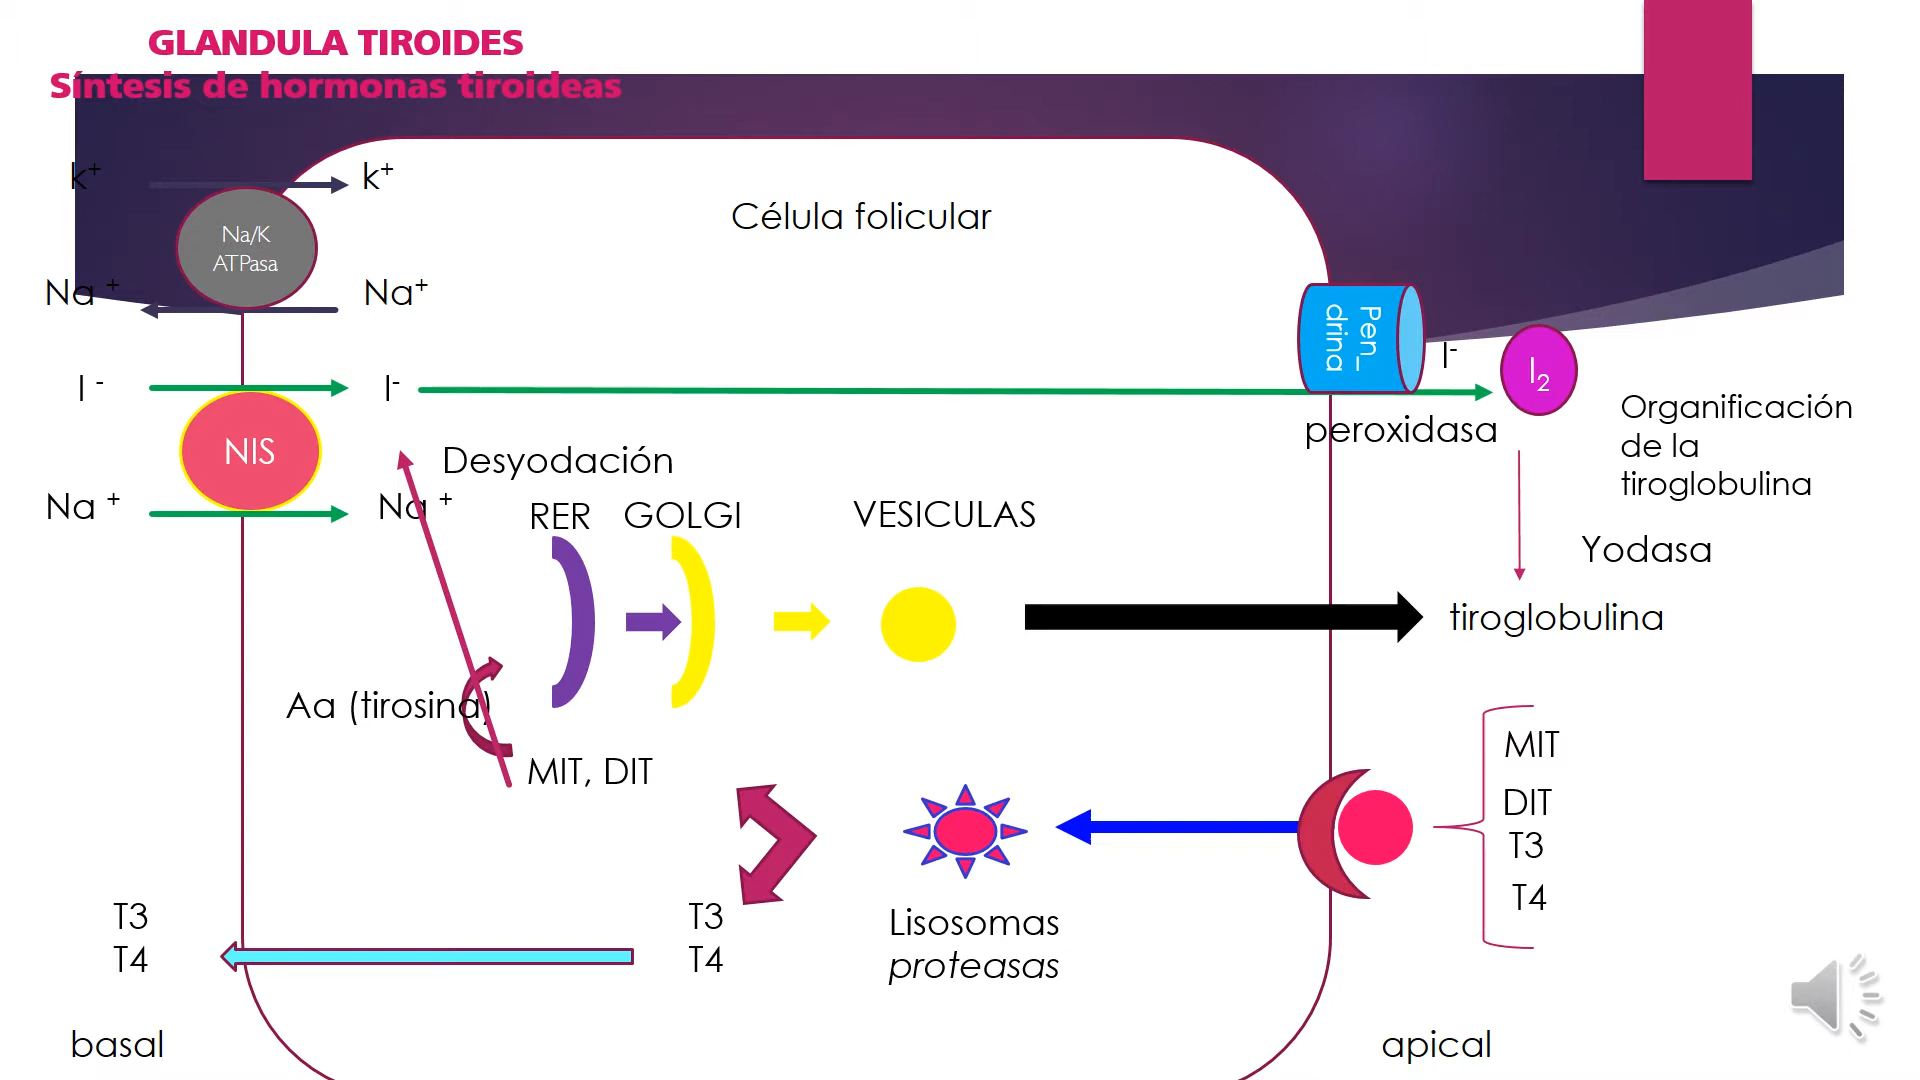 GLANDULA TIROIDES
Síntesis de hormonas tiroideas
k+
k+
Célula folicular
Na/K
ATPasa
Na +
Na+
Pen_
drina
I-
I -
I-
I2
Organificación
de la
tiroglobulina
peroxidasa
NIS
Desyodación
Na +
Na +
RER
GOLGI
VESICULAS
Yodasa
tiroglobulina
Aa (tirosina)
MIT, DIT
MIT
DIT
T3
T4
T3
T4
T3
T4
Lisosomas
proteasas
basal
apical